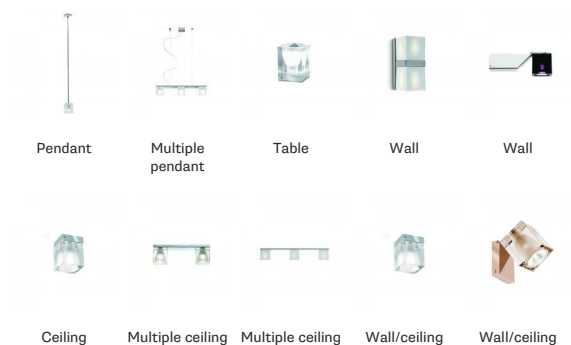 Pendant
Multiple
pendant
Table
Wall
Wall
Ceiling
Multiple ceiling
Multiple ceiling
Wall/ceiling
Wall/ceiling